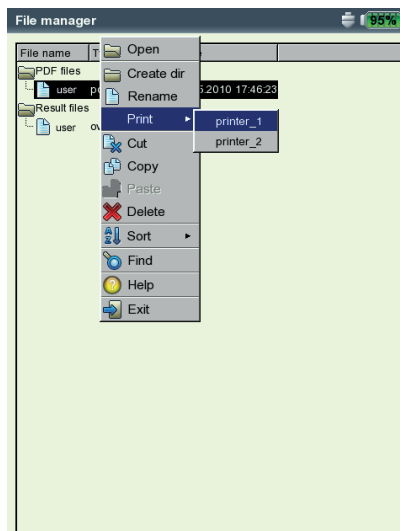 File manager 95%
File name
PDF files
user 5.2010 17:46:23
Result files
user
Open
Create dir
Rename
Print
printer_1
printer_2
Cut
Copy
Paste
Delete
Sort
Find
Help
Exit